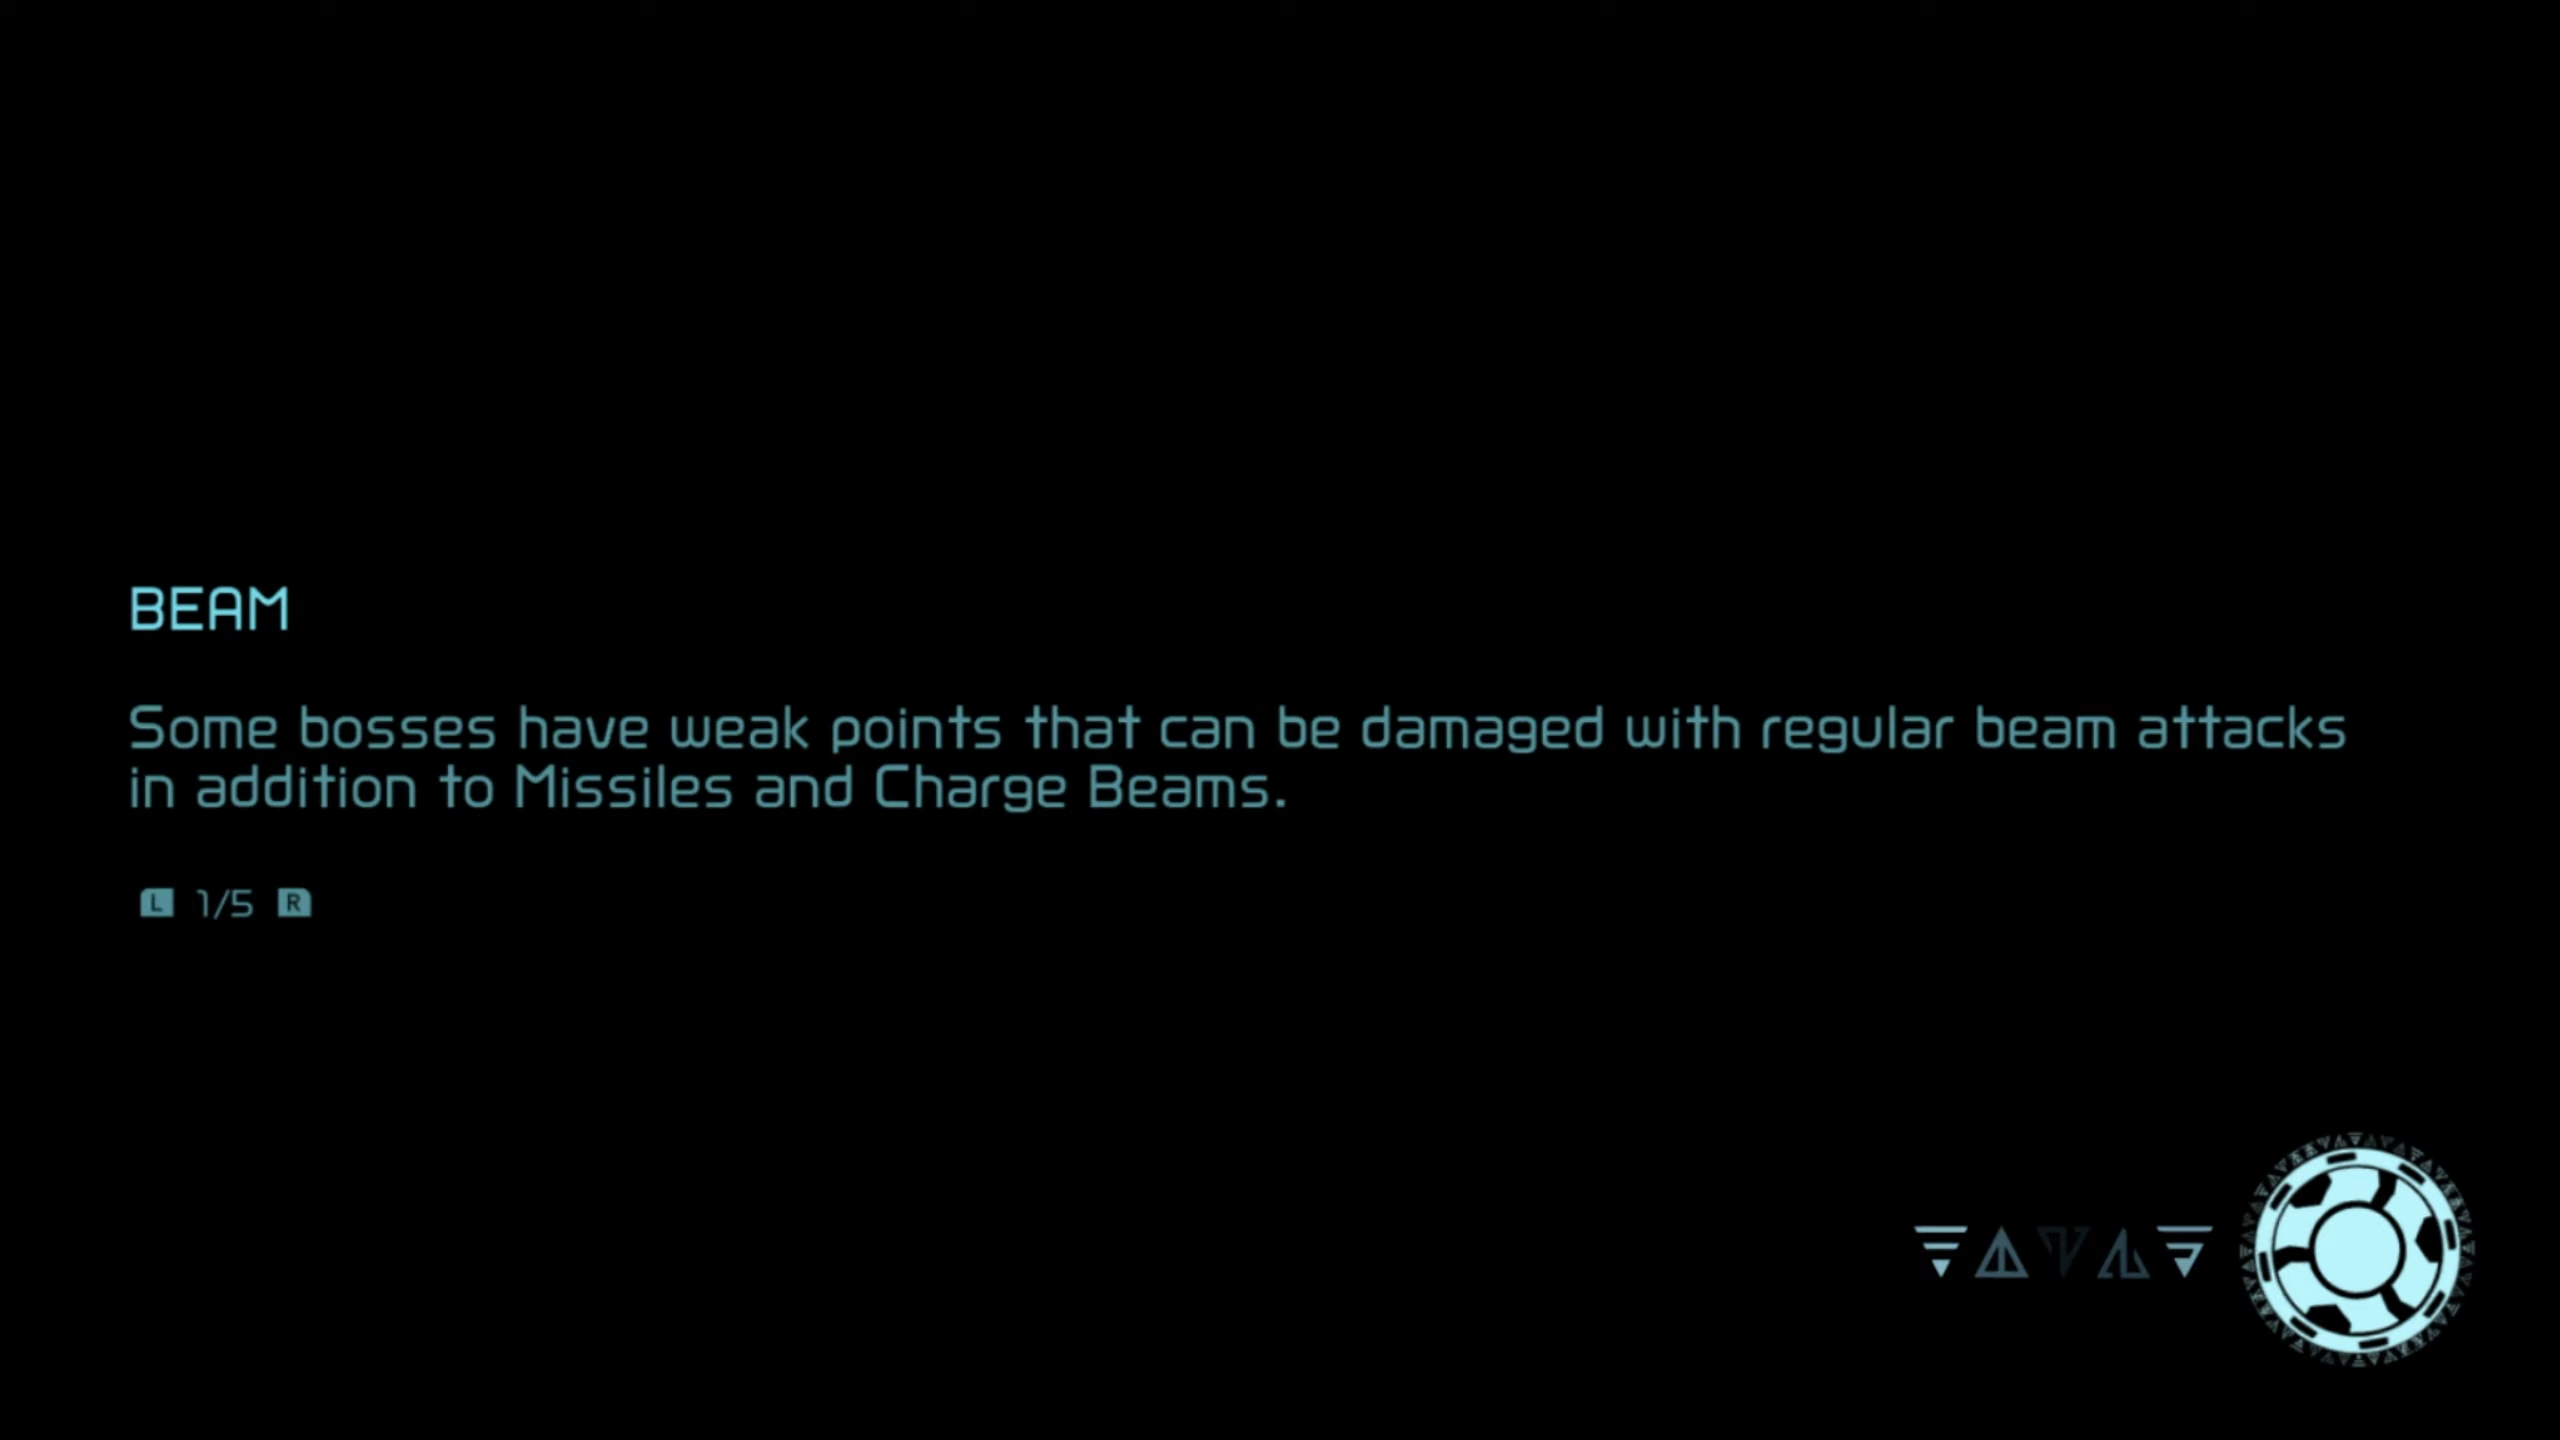 BEAM
Some bosses have weak points that can be damaged with regular beam attacks
in addition to Missiles and Charge Beams.
L 1/5 R